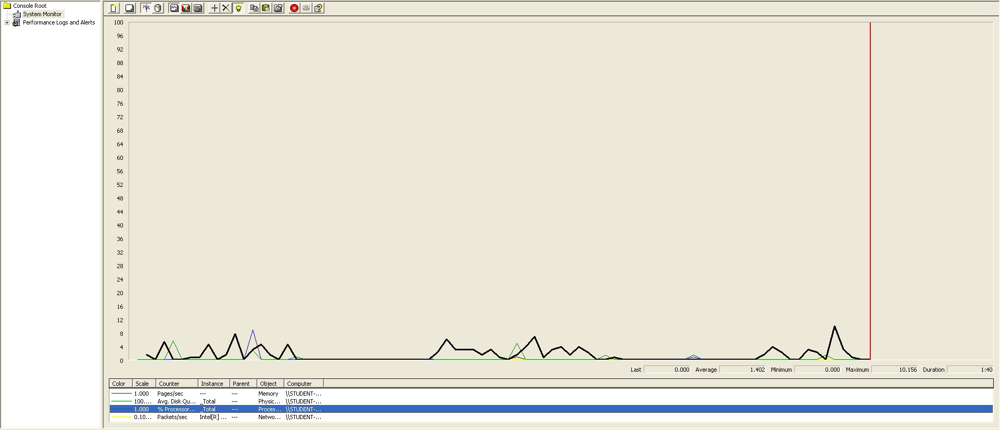 Console Root
System Monitor
Performance Logs and Alerts
100
96
92
88
84
80
76
72
68
64
60
56
52
48
44
40
36
32
28
24
20
16
12
8
4
0
Last 0.000 Average 1.402 Minimum 0.000 Maximum 10.156 Duration 1:40
Color Scale Counter Instance Parent Object Computer
1.000 Pages/sec --- --- Memory \\STUDENT-...
100.... Avg. Disk Qu... _Total --- Physic... \\STUDENT-...
1.000 % Processor... _Total --- Proces... \\STUDENT-...
0.10... Packets/sec Intel[R] ... --- Netwo... \\STUDENT-...